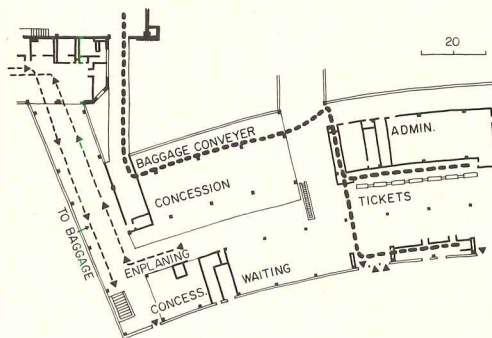 20
BAGGAGE CONVEYER
ADMIN.
CONCESSION
TICKETS
TO BAGGAGE
ENPLANING
WAITING
CONCESS.